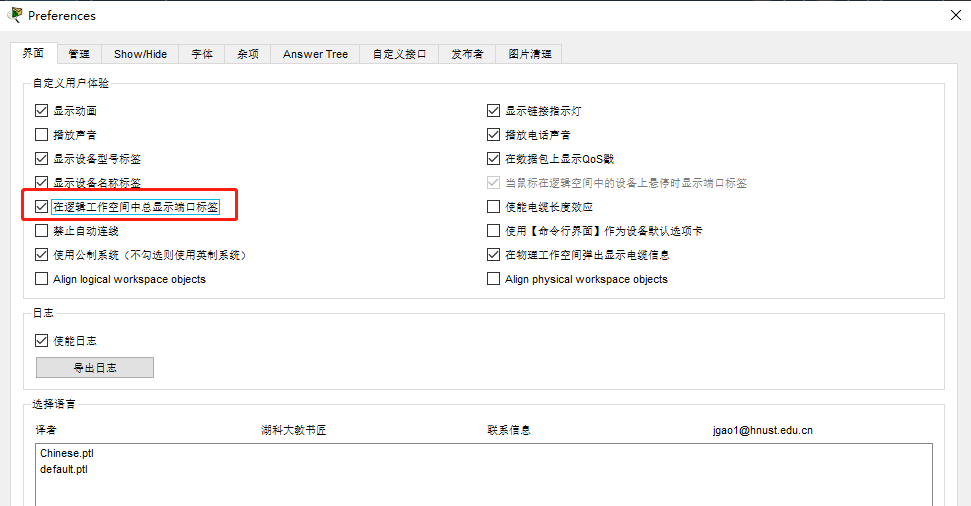 Preferences
界面 管理 Show/Hide 字体 杂项 Answer Tree 自定义接口 发布者 图片清理
自定义用户体验
显示动画 显示链接指示灯
播放声音 播放电话声音
显示设备型号标签 在数据包上显示QoS戳
显示设备名称标签 当鼠标在逻辑空间中的设备上悬停时显示端口标签
在逻辑工作空间中总显示端口标签 使能电缆长度效应
禁止自动连线 使用【命令行界面】作为设备默认选项卡
使用公制系统（不勾选则使用英制系统） 在物理工作空间弹出显示电缆信息
Align logical workspace objects Align physical workspace objects
日志
使能日志
导出日志
选择语言
译者 湖科大教书匠 联系信息 jgao1@hnust.edu.cn
Chinese.ptl
default.ptl